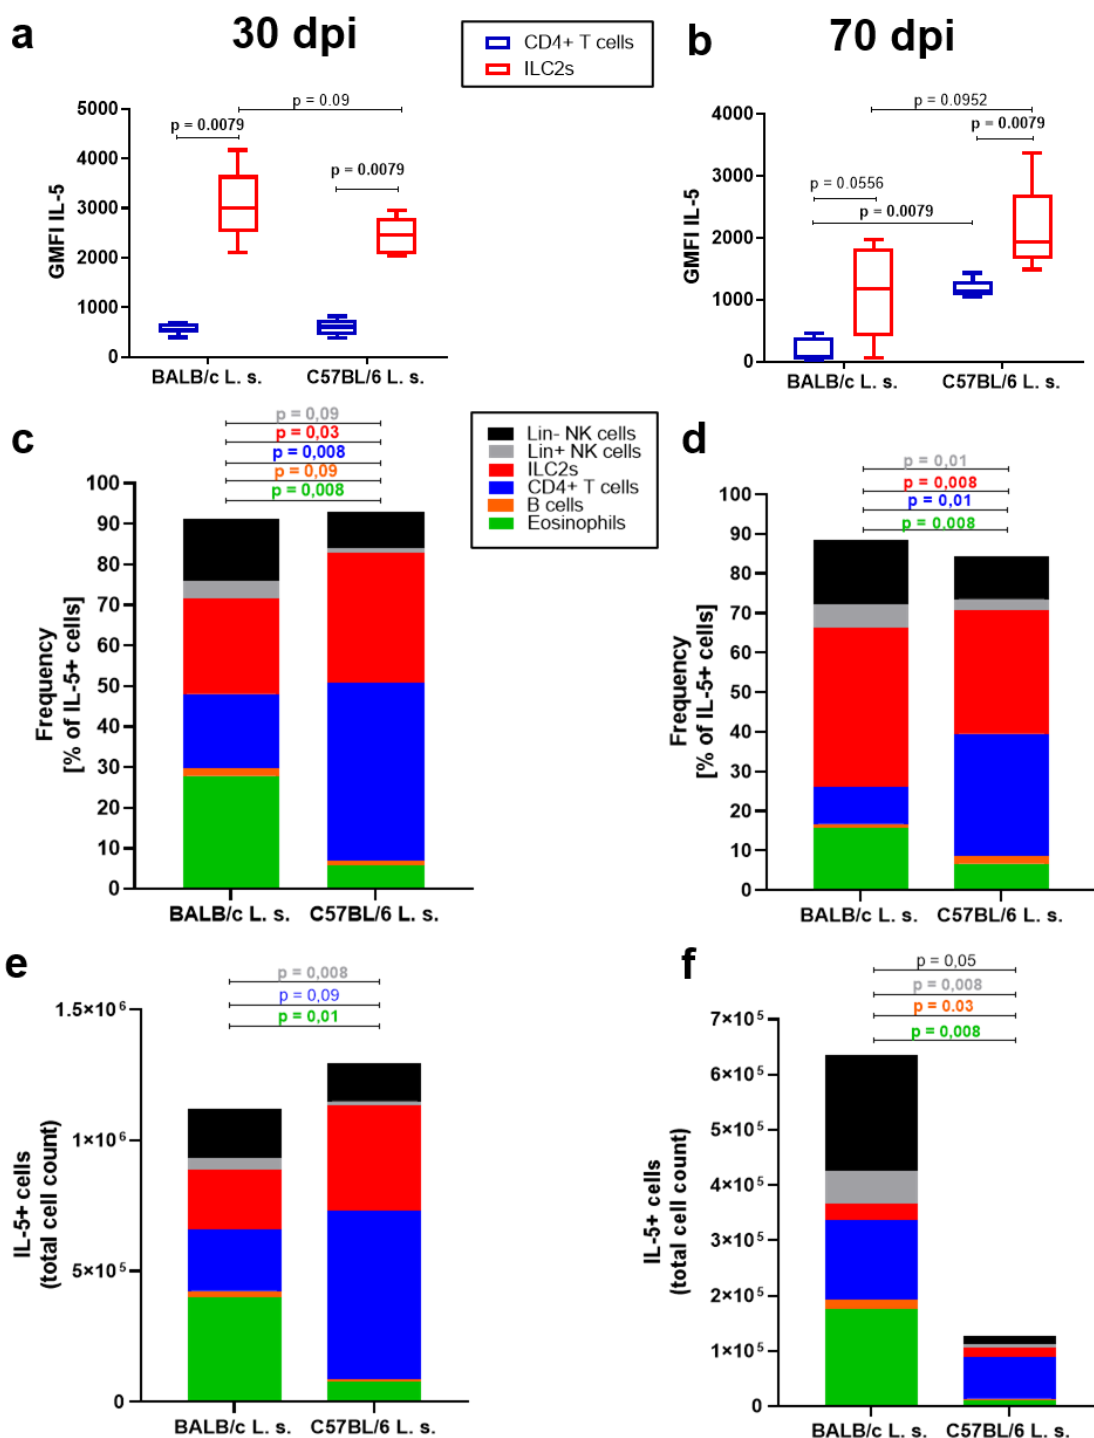 a
30 dpi
CD4+ T cells
ILC2s
b
70 dpi
p = 0.09
p = 0.0079
p = 0.0079
5000
4000
3000
2000
1000
0
GMFI IL-5
BALB/c L. s.
C57BL/6 L. s.
p = 0.0952
p = 0.0079
p = 0.0556
p = 0.0079
4000
3000
2000
1000
0
GMFI IL-5
BALB/c L. s.
C57BL/6 L. s.
c
p = 0,09
p = 0,03
p = 0,008
p = 0,09
p = 0,008
100
90
80
70
60
50
40
30
20
10
0
Frequency
[% of IL-5+ cells]
BALB/c L. s.
C57BL/6 L. s.
Lin- NK cells
Lin+ NK cells
ILC2s
CD4+ T cells
B cells
Eosinophils
d
p = 0,01
p = 0,008
p = 0,01
p = 0.008
100
90
80
70
60
50
40
30
20
10
0
Frequency
[% of IL-5+ cells]
BALB/c L. s.
C57BL/6 L. s.
e
p = 0,008
p = 0,09
p = 0,01
1.5×10⁶
1×10⁶
5×10⁵
0
IL-5+ cells
(total cell count)
BALB/c L. s.
C57BL/6 L. s.
f
p = 0,05
p = 0,008
p = 0.03
p = 0,008
7×10⁵
6×10⁵
5×10⁵
4×10⁵
3×10⁵
2×10⁵
1×10⁵
0
IL-5+ cells
(total cell count)
BALB/c L. s.
C57BL/6 L. s.